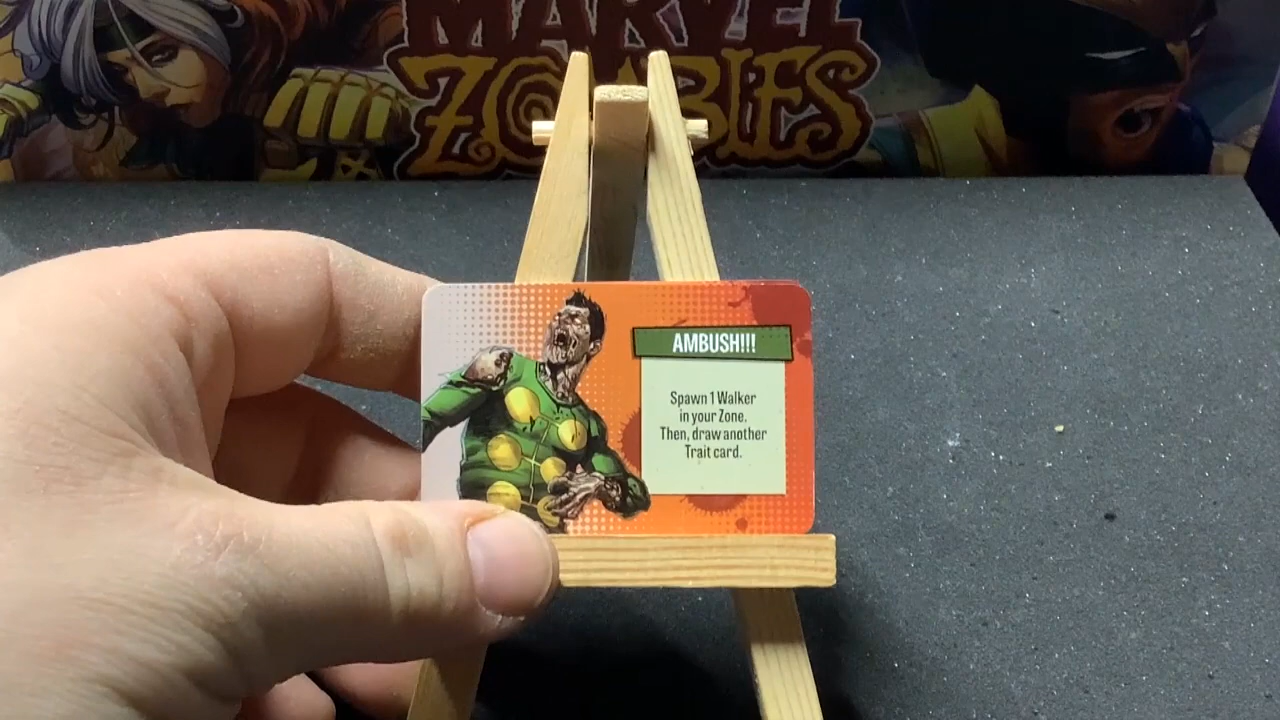 MARVEL
ZOMBIES
AMBUSH!!!
Spawn 1 Walker
in your Zone.
Then, draw another
Trait card.